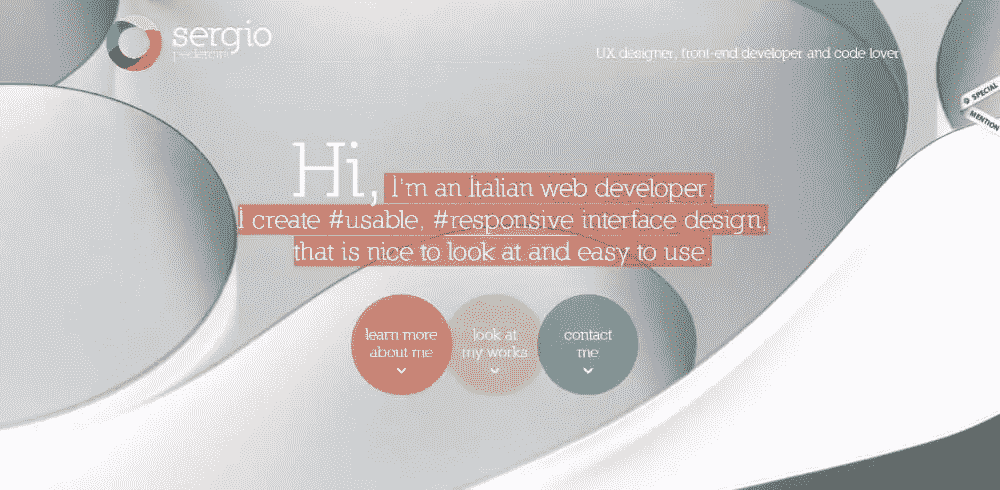 sergio
UX designer, front-end developer and code lover
SPECIAL
MENTION
Hi, I'm an Italian web developer.
I create #usable, #responsive interface design,
that is nice to look at and easy to use.
learn more
about me
look at
my works
contact
me